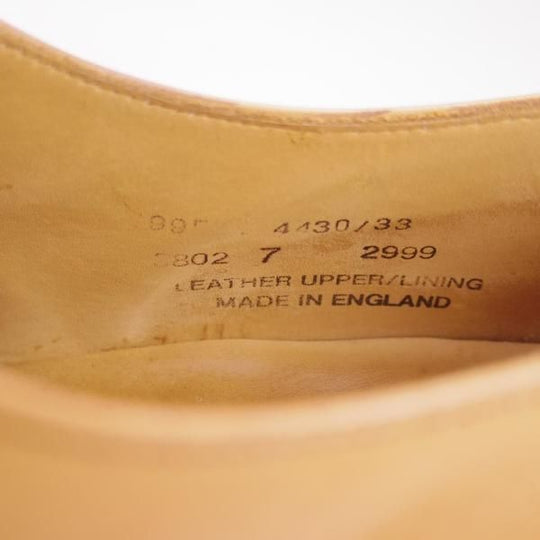 4430/33
802 7 2999
LEATHER UPPER/LINING
MADE IN ENGLAND